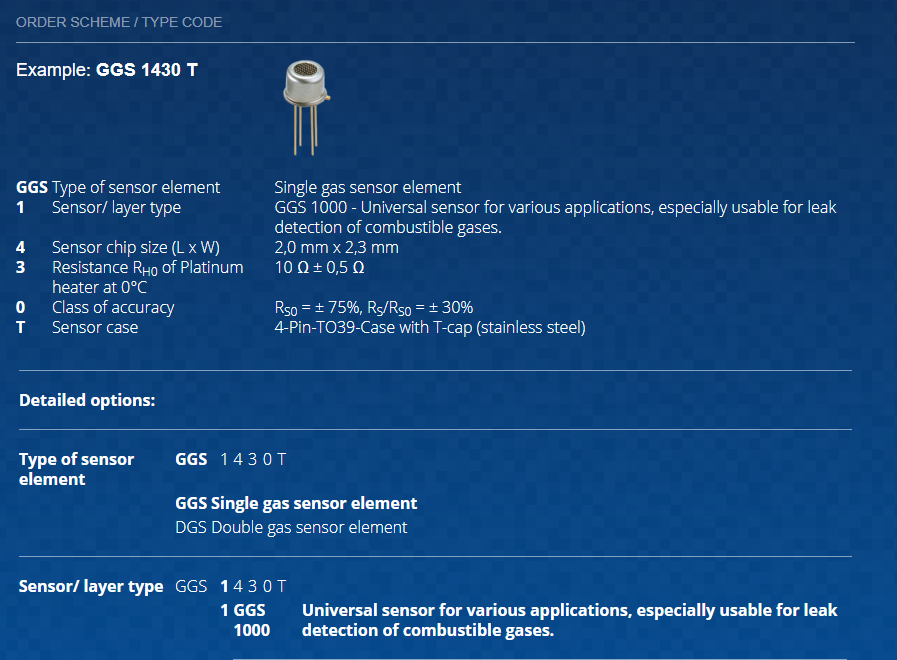 ORDER SCHEME / TYPE CODE
Example: GGS 1430 T
GGS Type of sensor element Single gas sensor element
1 Sensor/ layer type GGS 1000 - Universal sensor for various applications, especially usable for leak
detection of combustible gases.
4 Sensor chip size (L x W) 2,0 mm x 2,3 mm
3 Resistance RH0 of Platinum 10 Ω ± 0,5 Ω
heater at 0°C
0 Class of accuracy RS0 = ± 75%, RS/RS0 = ± 30%
T Sensor case 4-Pin-TO39-Case with T-cap (stainless steel)
Detailed options:
Type of sensor GGS 1 4 3 0 T
element
GGS Single gas sensor element
DGS Double gas sensor element
Sensor/ layer type GGS 1 4 3 0 T
1 GGS Universal sensor for various applications, especially usable for leak
1000 detection of combustible gases.